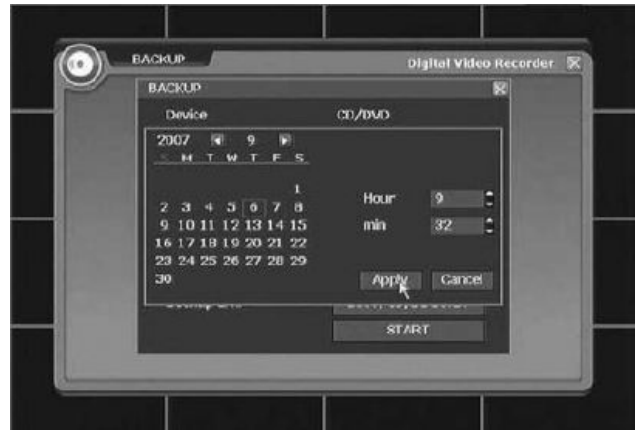 BACKUP
Digital Video Recorder
BACKUP
Device CD/DVD
2007 9
S M T W T F S
1
2 3 4 5 6 7 8
9 10 11 12 13 14 15
16 17 18 19 20 21 22
23 24 25 26 27 28 29
30
Hour 9
min 32
Apply Cancel
START